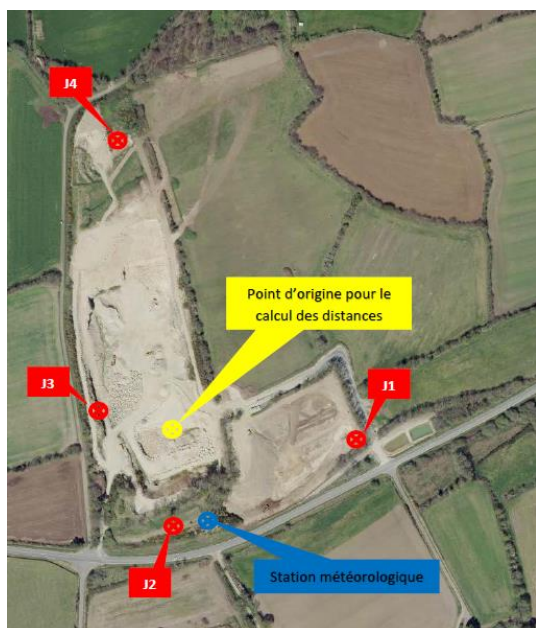 J4
Point d'origine pour le
calcul des distances
J3
J1
J2
Station météorologique